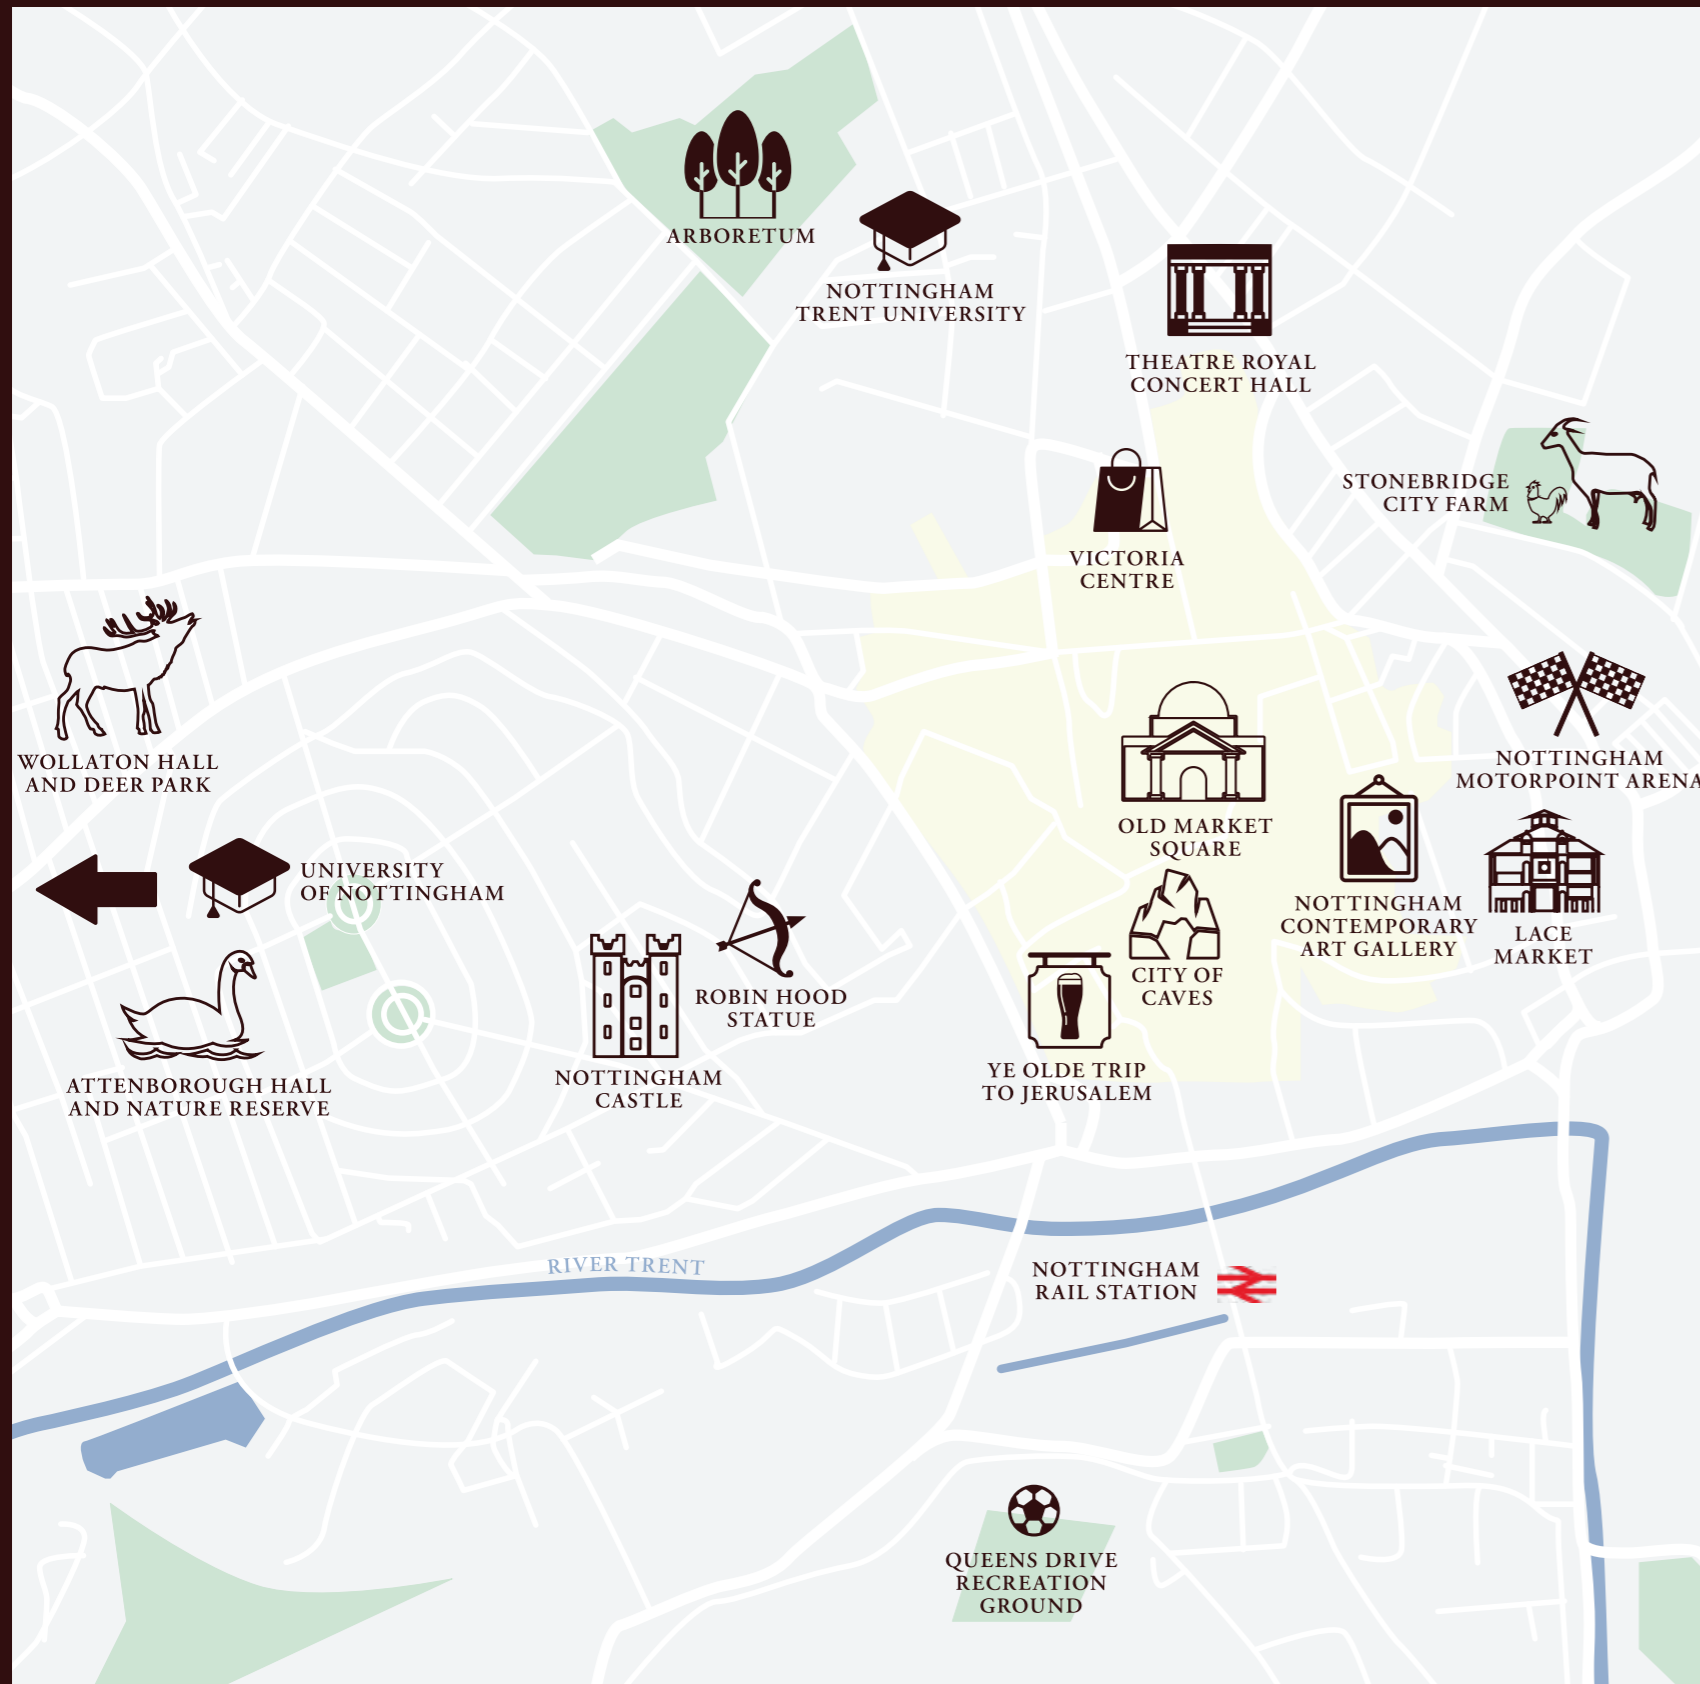 ARBORETUM
NOTTINGHAM
TRENT UNIVERSITY
THEATRE ROYAL
CONCERT HALL
STONEBRIDGE
CITY FARM
VICTORIA
CENTRE
WOLLATON HALL
AND DEER PARK
NOTTINGHAM
MOTORPOINT ARENA
OLD MARKET
SQUARE
UNIVERSITY
OF NOTTINGHAM
NOTTINGHAM
CONTEMPORARY
ART GALLERY
LACE
MARKET
CITY OF
CAVES
ROBIN HOOD
STATUE
YE OLDE TRIP
TO JERUSALEM
NOTTINGHAM
CASTLE
ATTENBOROUGH HALL
AND NATURE RESERVE
RIVER TRENT
NOTTINGHAM
RAIL STATION
QUEENS DRIVE
RECREATION
GROUND